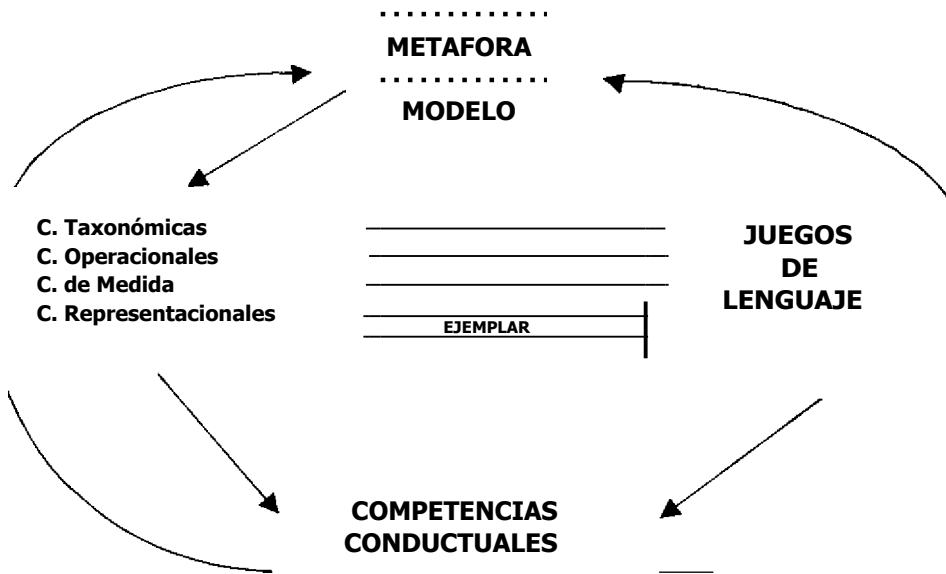 METAFORA
MODELO
C. Taxonómicas
C. Operacionales
C. de Medida
C. Representacionales
EJEMPLAR
JUEGOS
DE
LENGUAJE
COMPETENCIAS
CONDUCTUALES